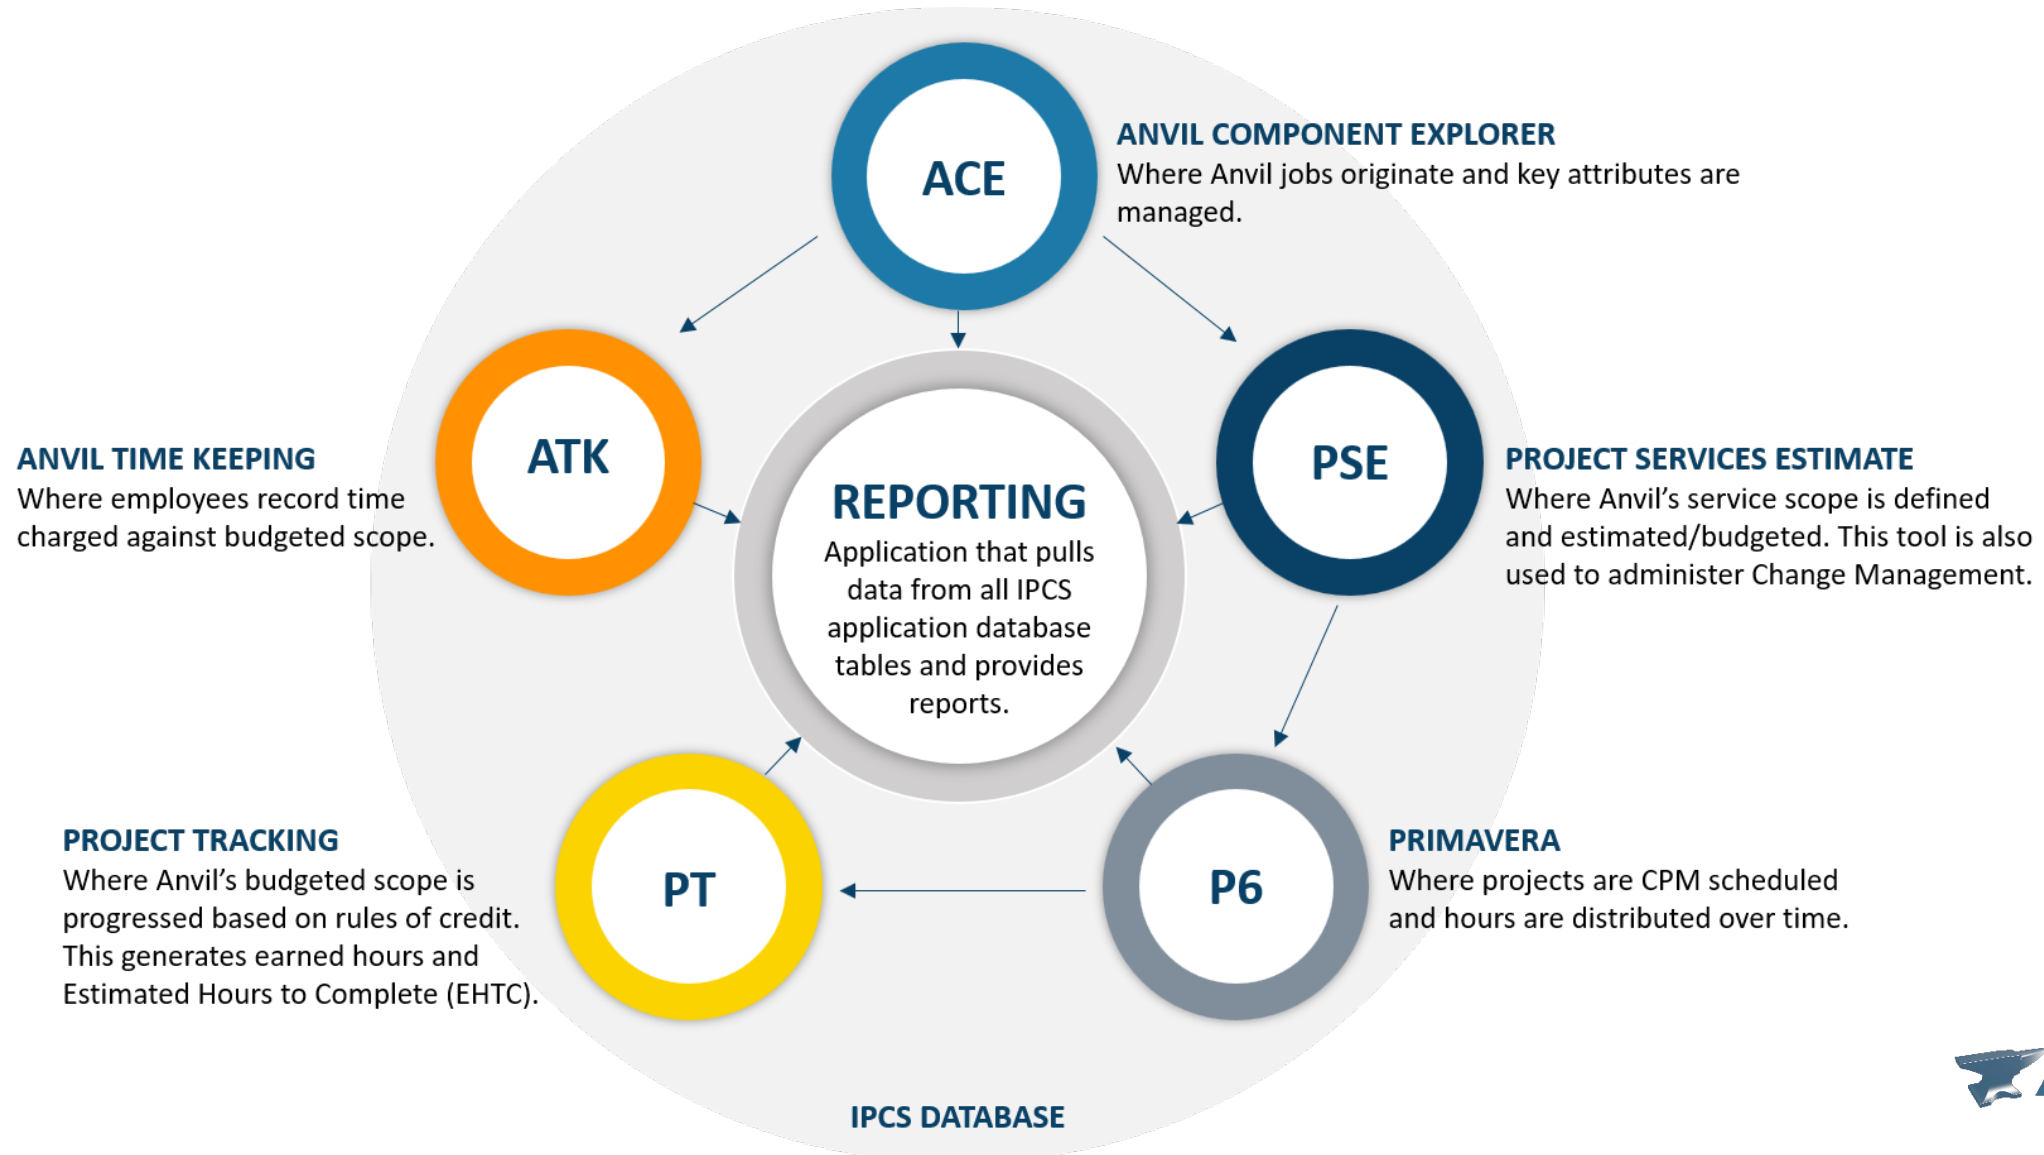 ACE
ANVIL COMPONENT EXPLORER
Where Anvil jobs originate and key attributes are
managed.
ATK
ANVIL TIME KEEPING
Where employees record time
charged against budgeted scope.
REPORTING
Application that pulls
data from all IPCS
application database
tables and provides
reports.
PSE
PROJECT SERVICES ESTIMATE
Where Anvil’s service scope is defined
and estimated/budgeted. This tool is also
used to administer Change Management.
PROJECT TRACKING
Where Anvil’s budgeted scope is
progressed based on rules of credit.
This generates earned hours and
Estimated Hours to Complete (EHTC).
PT
P6
PRIMAVERA
Where projects are CPM scheduled
and hours are distributed over time.
IPCS DATABASE